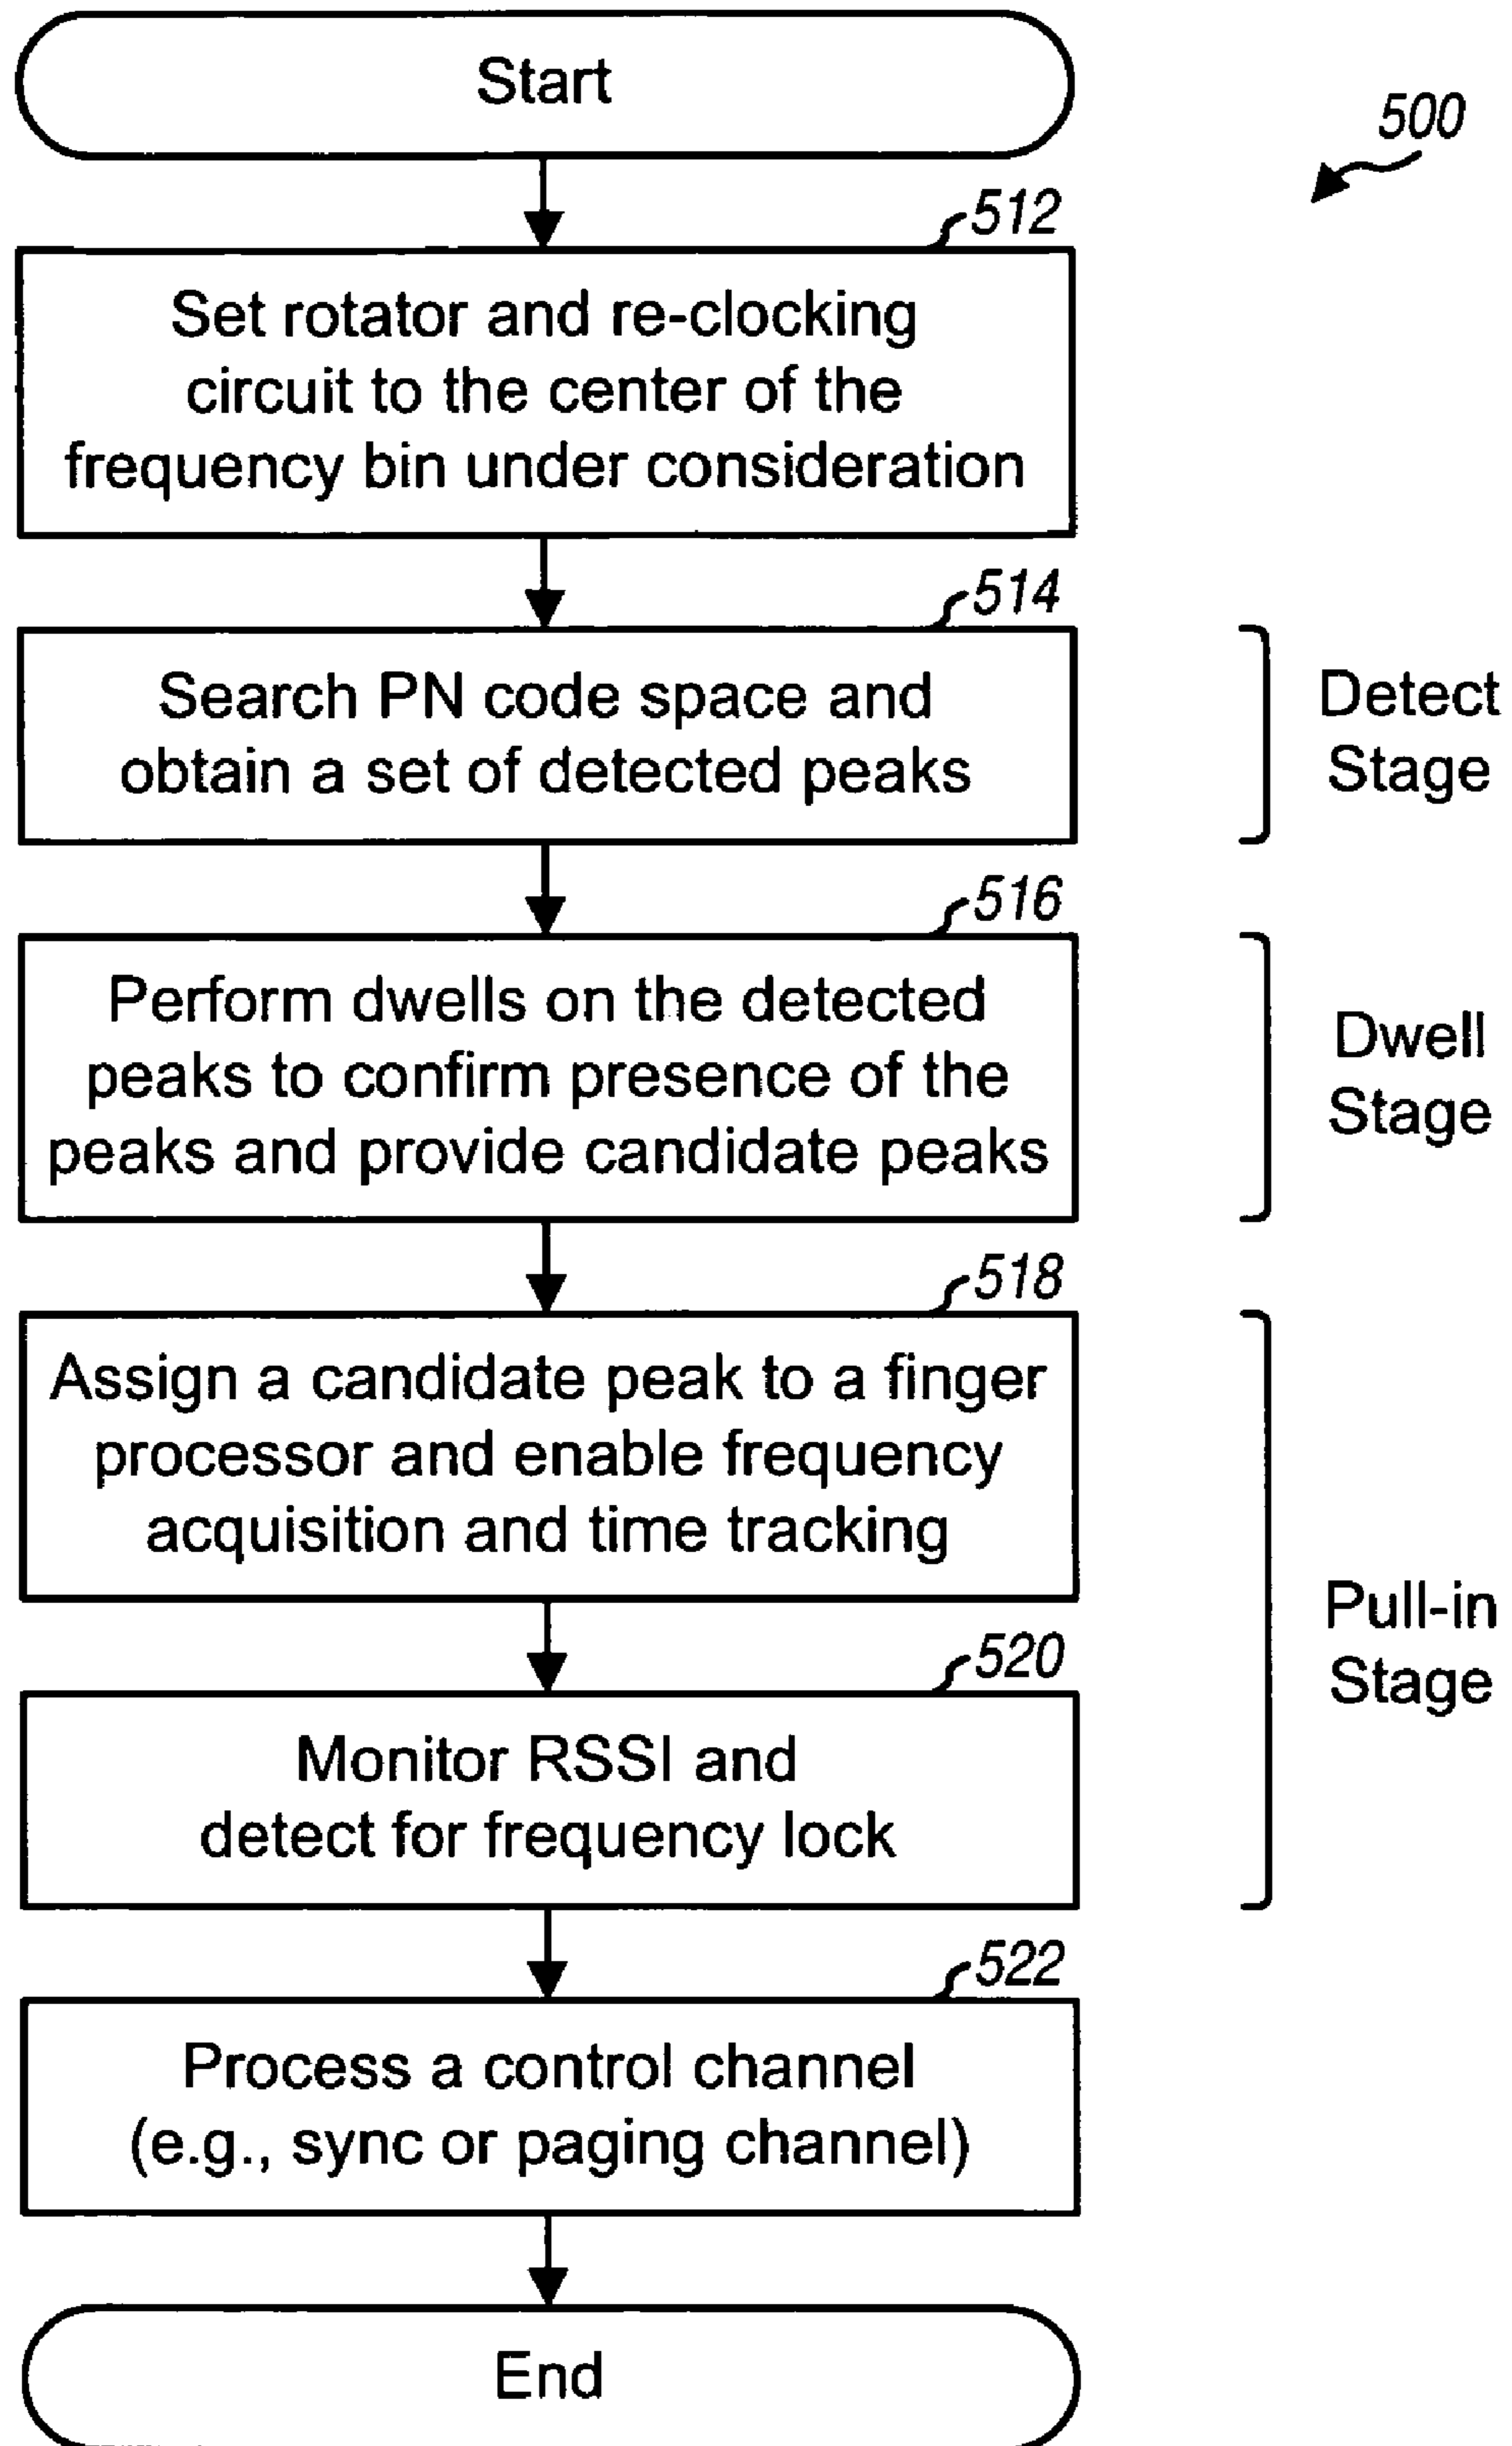 Start
500
512
Set rotator and re-clocking
circuit to the center of the
frequency bin under consideration
514
Search PN code space and
obtain a set of detected peaks
Detect
Stage
516
Perform dwells on the detected
peaks to confirm presence of the
peaks and provide candidate peaks
Dwell
Stage
518
Assign a candidate peak to a finger
processor and enable frequency
acquisition and time tracking
Pull-in
Stage
520
Monitor RSSI and
detect for frequency lock
522
Process a control channel
(e.g., sync or paging channel)
End